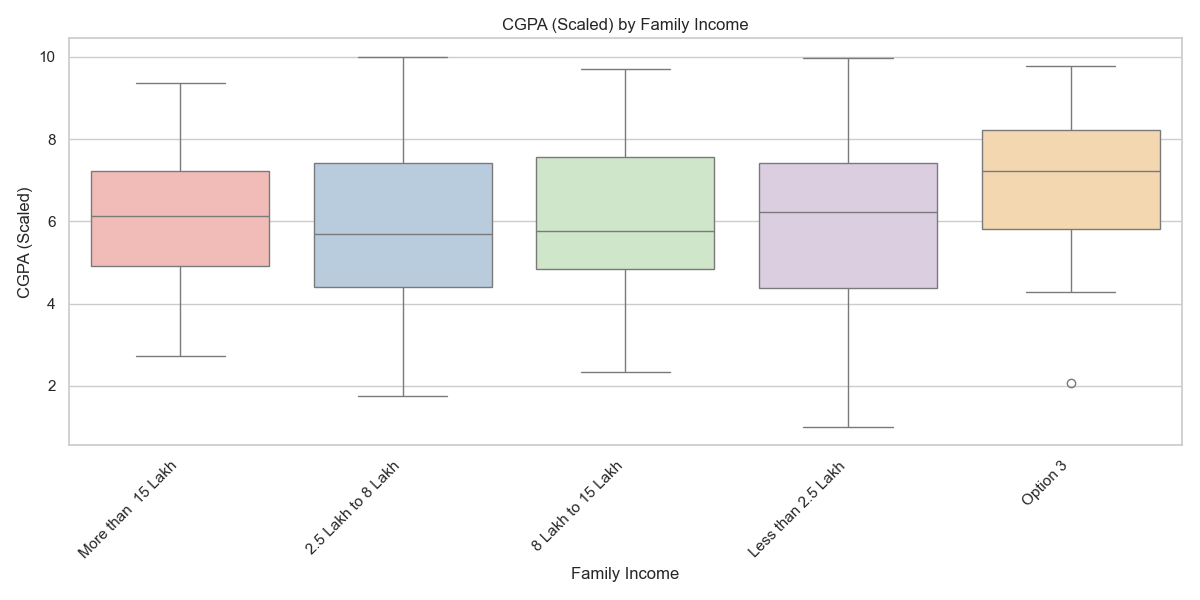 CGPA (Scaled) by Family Income
CGPA (Scaled)
10
8
6
4
2
More than  15 Lakh
2.5 Lakh to 8 Lakh
8 Lakh to 15 Lakh
Less than 2.5 Lakh
Option 3
Family Income